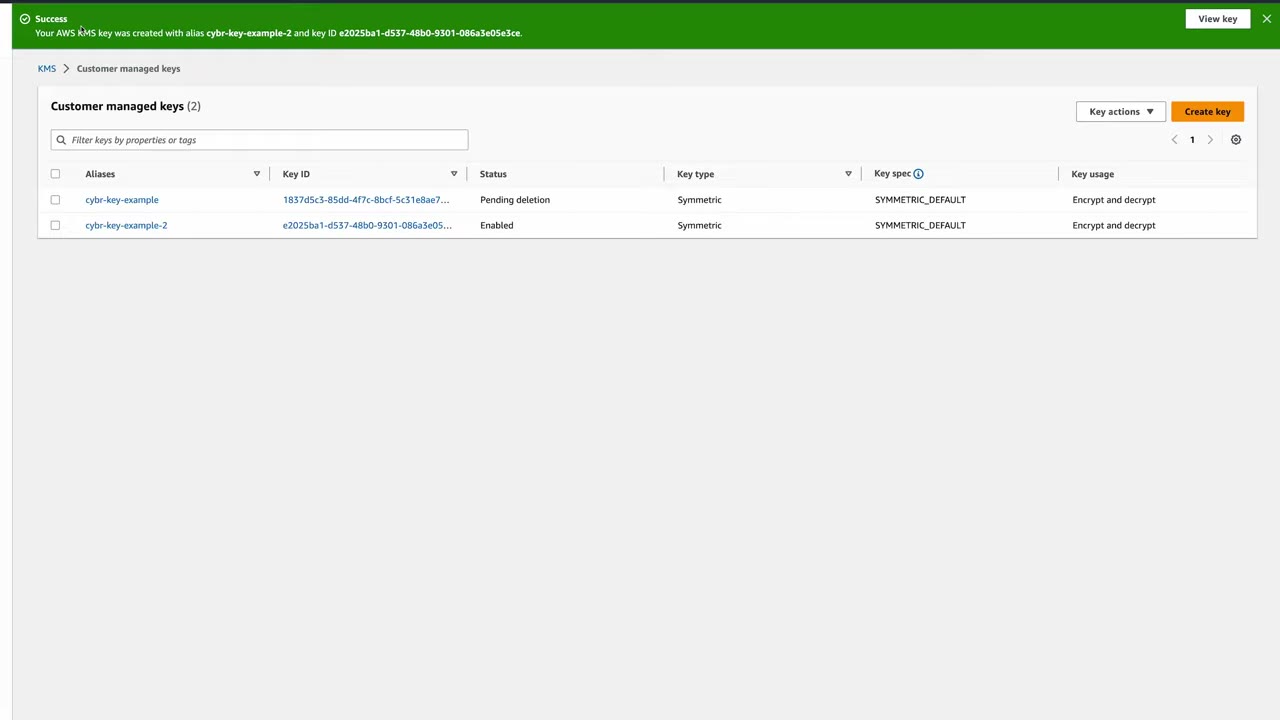 Success
View key
Your AWS KMS key was created with alias cybr-key-example-2 and key ID e2025ba1-d537-48b0-9301-086a3e05e3ce.
KMS > Customer managed keys
Customer managed keys (2)
Key actions
Create key
Filter keys by properties or tags
1
Aliases Key ID Status Key type Key spec Key usage
cybr-key-example 1837d5c3-85dd-4f7c-8bcf-5c31e8ae7... Pending deletion Symmetric SYMMETRIC_DEFAULT Encrypt and decrypt
cybr-key-example-2 e2025ba1-d537-48b0-9301-086a3e05... Enabled Symmetric SYMMETRIC_DEFAULT Encrypt and decrypt